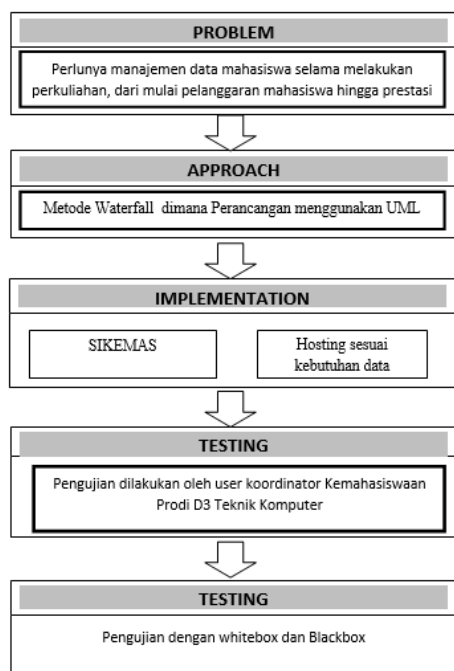 PROBLEM
Perlunya manajemen data mahasiswa selama melakukan
perkuliahan, dari mulai pelanggaran mahasiswa hingga prestasi
APPROACH
Metode Waterfall dimana Perancangan menggunakan UML
IMPLEMENTATION
SIKEMAS
Hosting sesuai
kebutuhan data
TESTING
Pengujian dilakukan oleh user koordinator Kemahasiswaan
Prodi D3 Teknik Komputer
TESTING
Pengujian dengan whitebox dan Blackbox